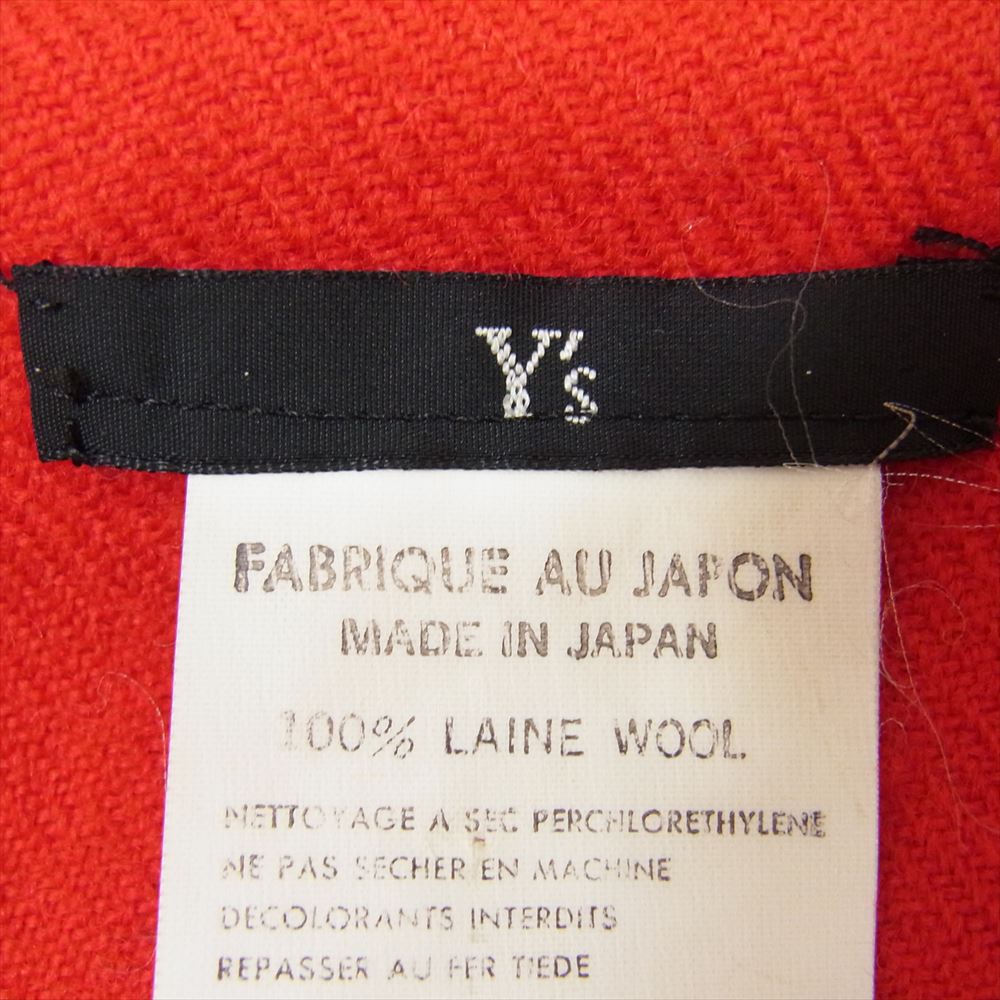 Y's
FABRIQUE AU JAPON
MADE IN JAPAN
100% LAINE WOOL
NETTOYAGE A SEC PERCHLORETHYLENE
NE PAS SECHER EN MACHINE
DECOLORANTS INTERDITS
REPASSER AU FER TIEDE